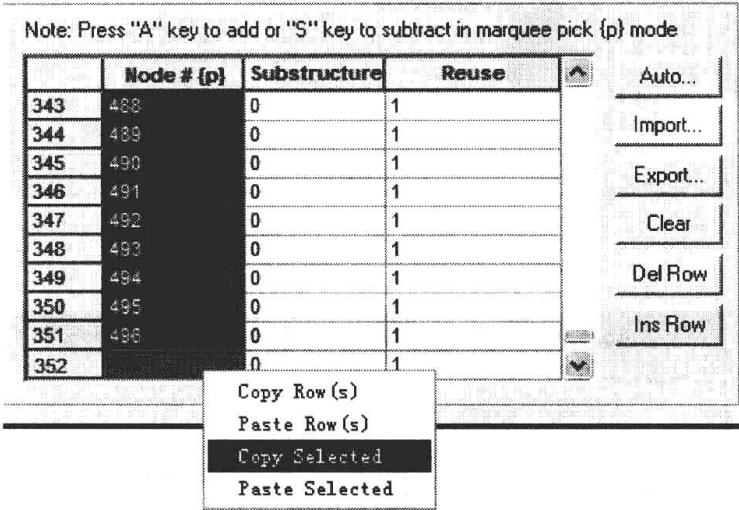 Note: Press "A" key to add or "S" key to subtract in marquee pick {p} mode
Node # {p} Substructure Reuse
343 488 0 1
344 489 0 1
345 490 0 1
346 491 0 1
347 492 0 1
348 493 0 1
349 494 0 1
350 495 0 1
351 496 0 1
352 0 1
Auto...
Import...
Export...
Clear
Del Row
Ins Row
Copy Row(s)
Paste Row(s)
Copy Selected
Paste Selected